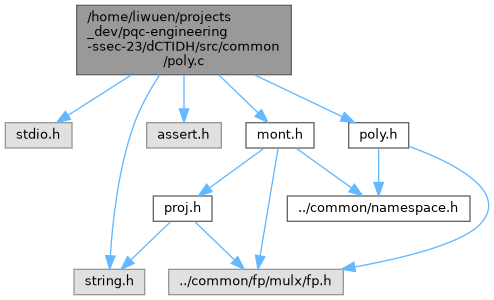 /home/liwuen/projects
_dev/pqc-engineering
-ssec-23/dCTIDH/src/common
/poly.c
stdio.h
assert.h
mont.h
poly.h
proj.h
../common/namespace.h
string.h
../common/fp/mulx/fp.h